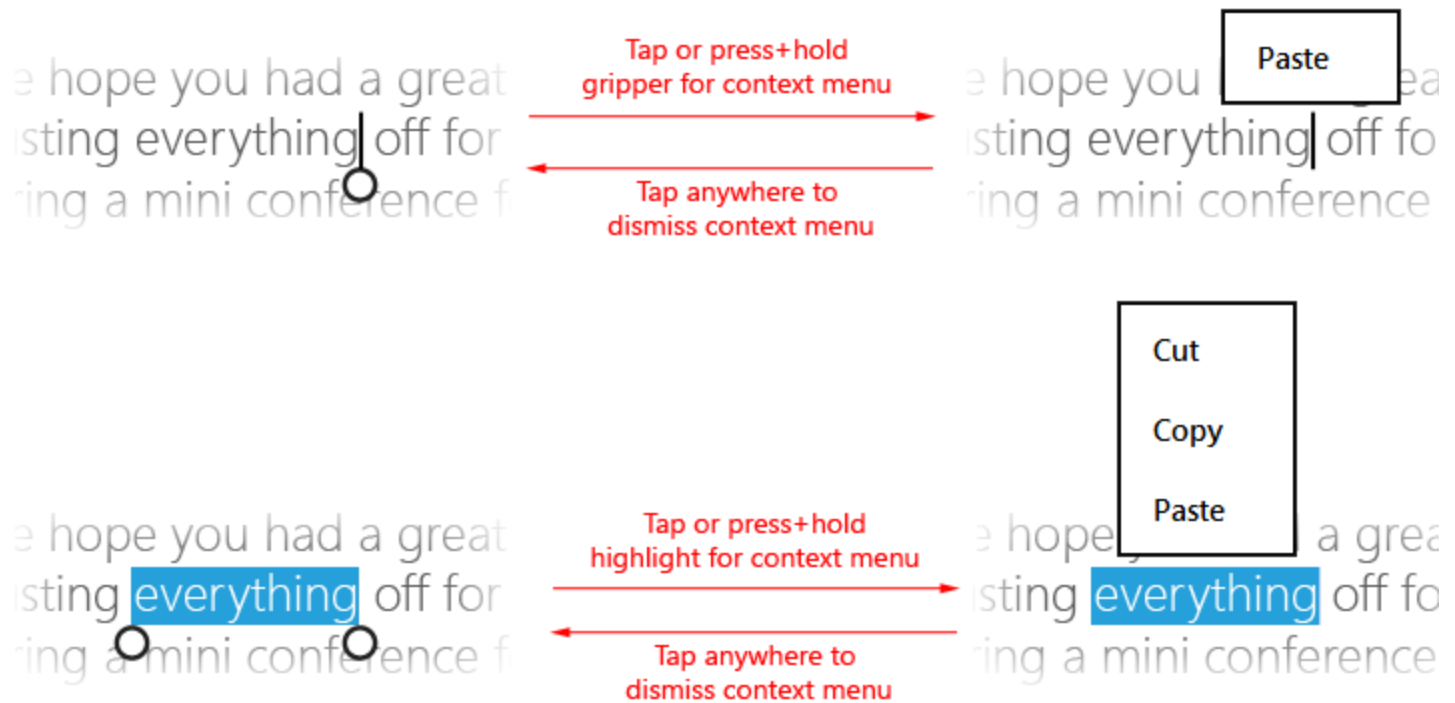 e hope you had a great
sting everything off for
ring a mini conference f
Tap or press+hold
gripper for context menu
Tap anywhere to
dismiss context menu
Paste
e hope you ea
sting everything off fo
ing a mini conference
e hope you had a great
sting everything off for
ring a mini conference f
Tap or press+hold
highlight for context menu
Tap anywhere to
dismiss context menu
Cut
Copy
Paste
e hope a grea
sting everything off fo
ring a mini conference